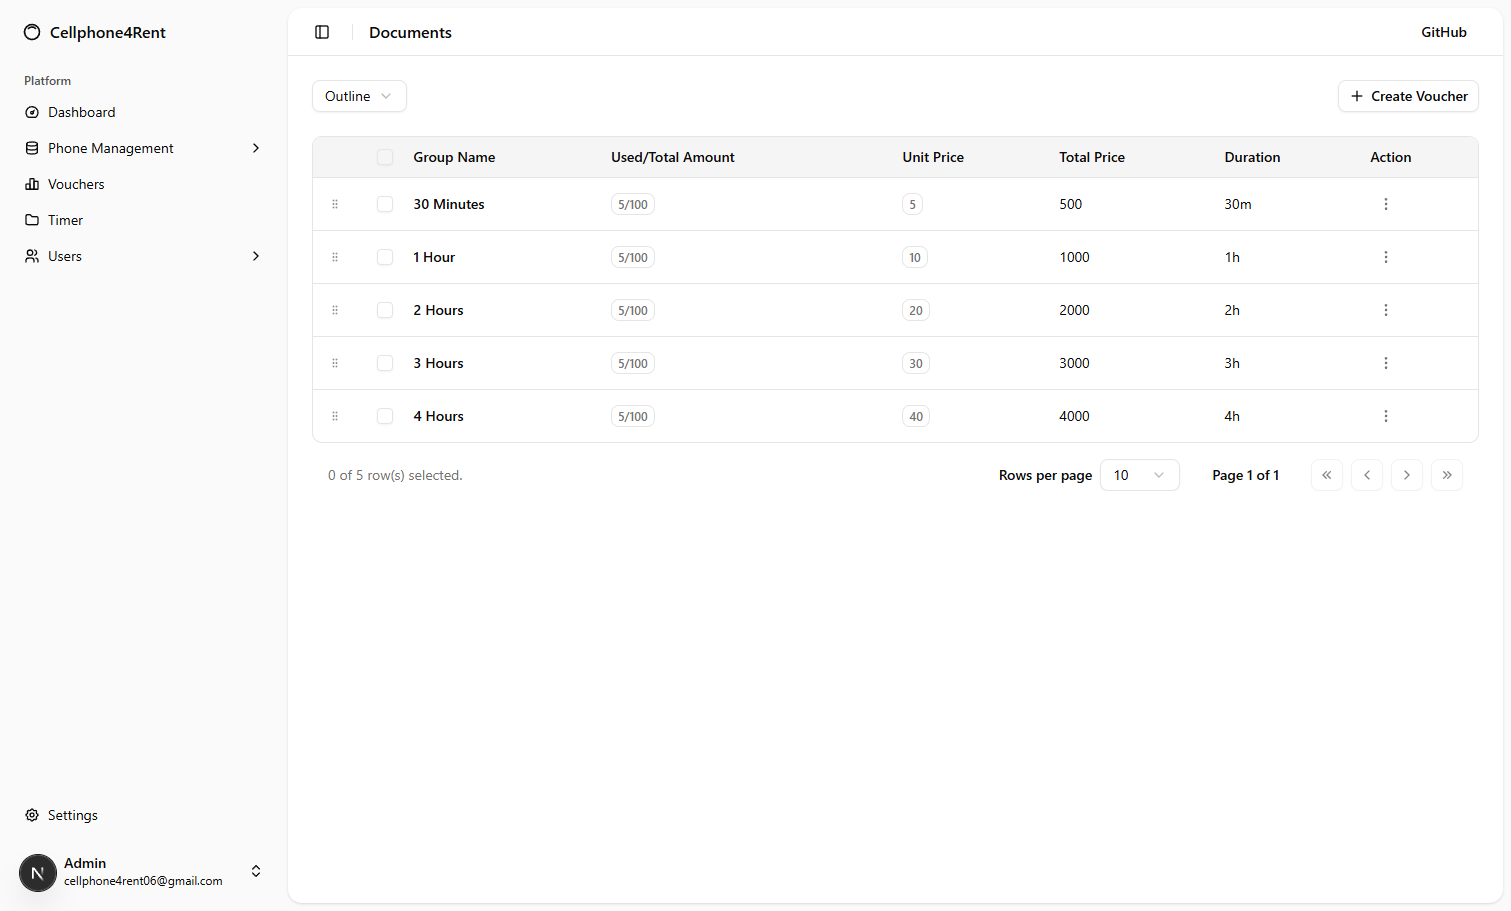 Cellphone4Rent
Platform
Dashboard
Phone Management
Vouchers
Timer
Users
Settings
N
Admin
cellphone4rent06@gmail.com
Documents
GitHub
Outline
Create Voucher
Group Name Used/Total Amount Unit Price Total Price Duration Action
30 Minutes 5/100 5 500 30m
1 Hour 5/100 10 1000 1h
2 Hours 5/100 20 2000 2h
3 Hours 5/100 30 3000 3h
4 Hours 5/100 40 4000 4h
0 of 5 row(s) selected. Rows per page 10 Page 1 of 1